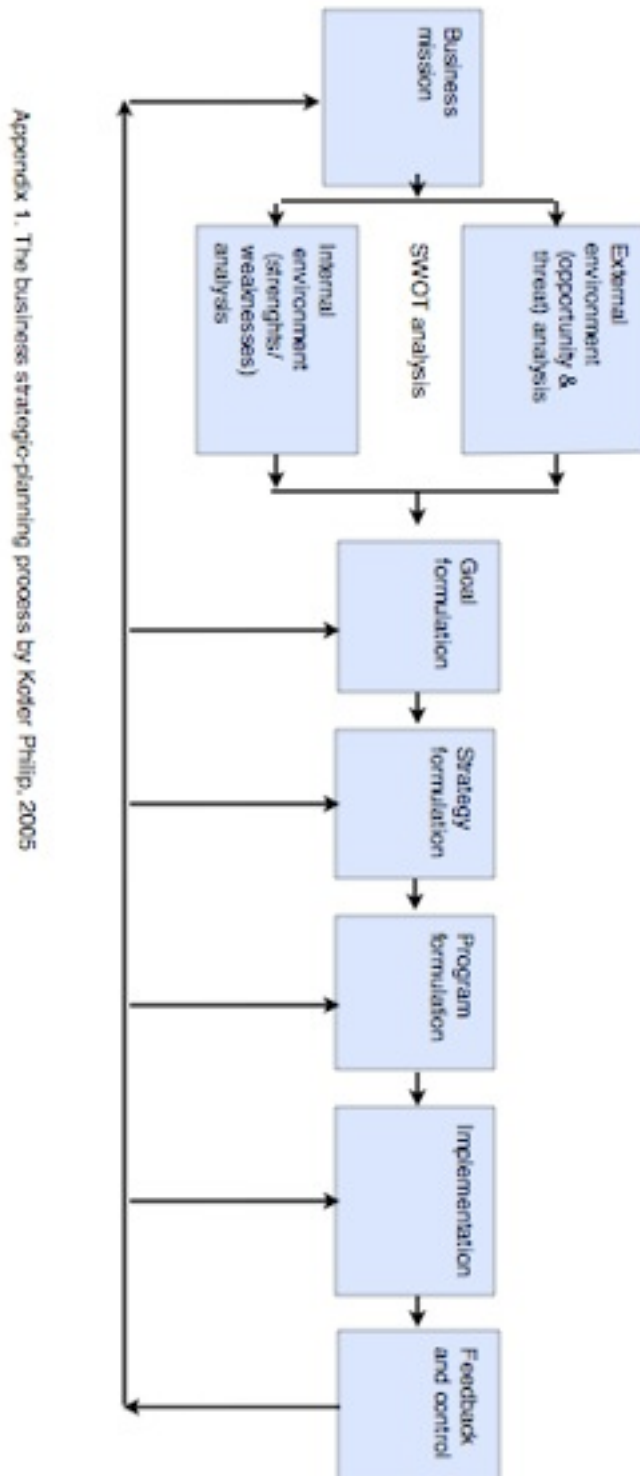 Business
mission
External
environment
(opportunity &
threat) analysis
SWOT analysis
Internal
environment
(strenghts/
weaknesses)
analysis
Goal
formulation
Strategy
formulation
Program
formulation
Implementation
Feedback
and control
Appendix 1. The business strategic-planning process by Kotler Philip, 2005